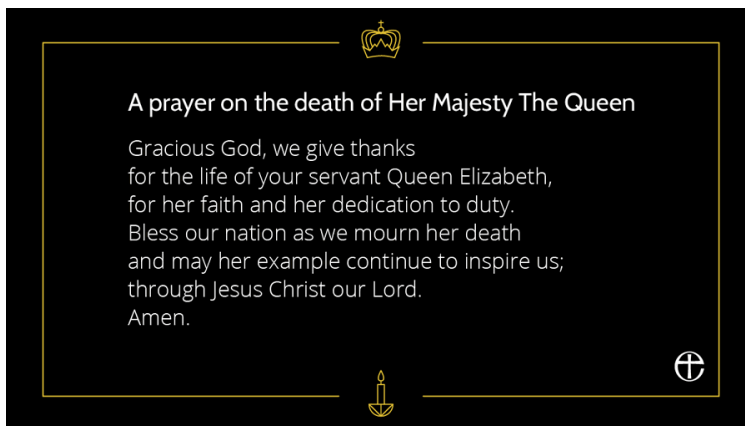 A prayer on the death of Her Majesty The Queen
Gracious God, we give thanks
for the life of your servant Queen Elizabeth,
for her faith and her dedication to duty.
Bless our nation as we mourn her death
and may her example continue to inspire us;
through Jesus Christ our Lord.
Amen.